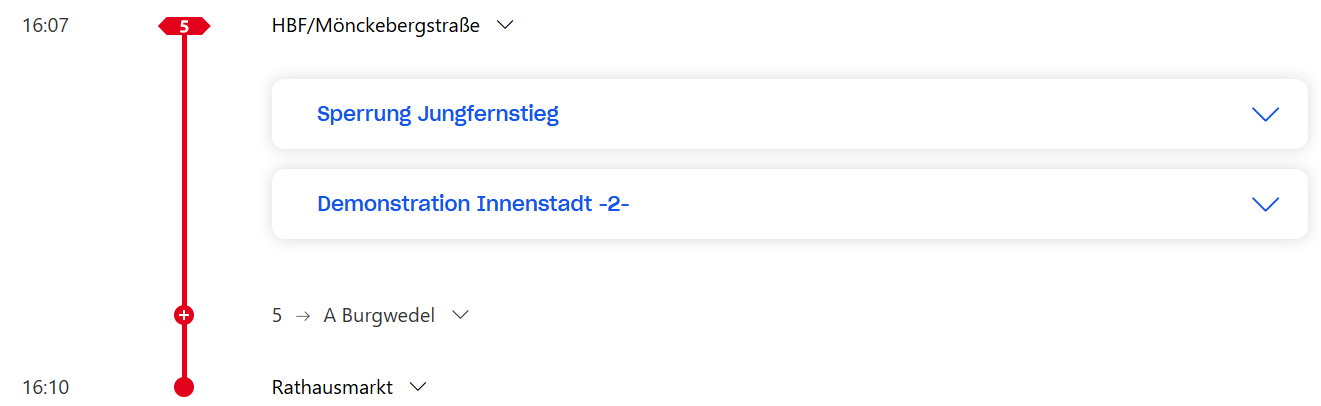 16:07 5 HBF/Mönckebergstraße
Sperrung Jungfernstieg
Demonstration Innenstadt -2-
5 → A Burgwedel
16:10 Rathausmarkt